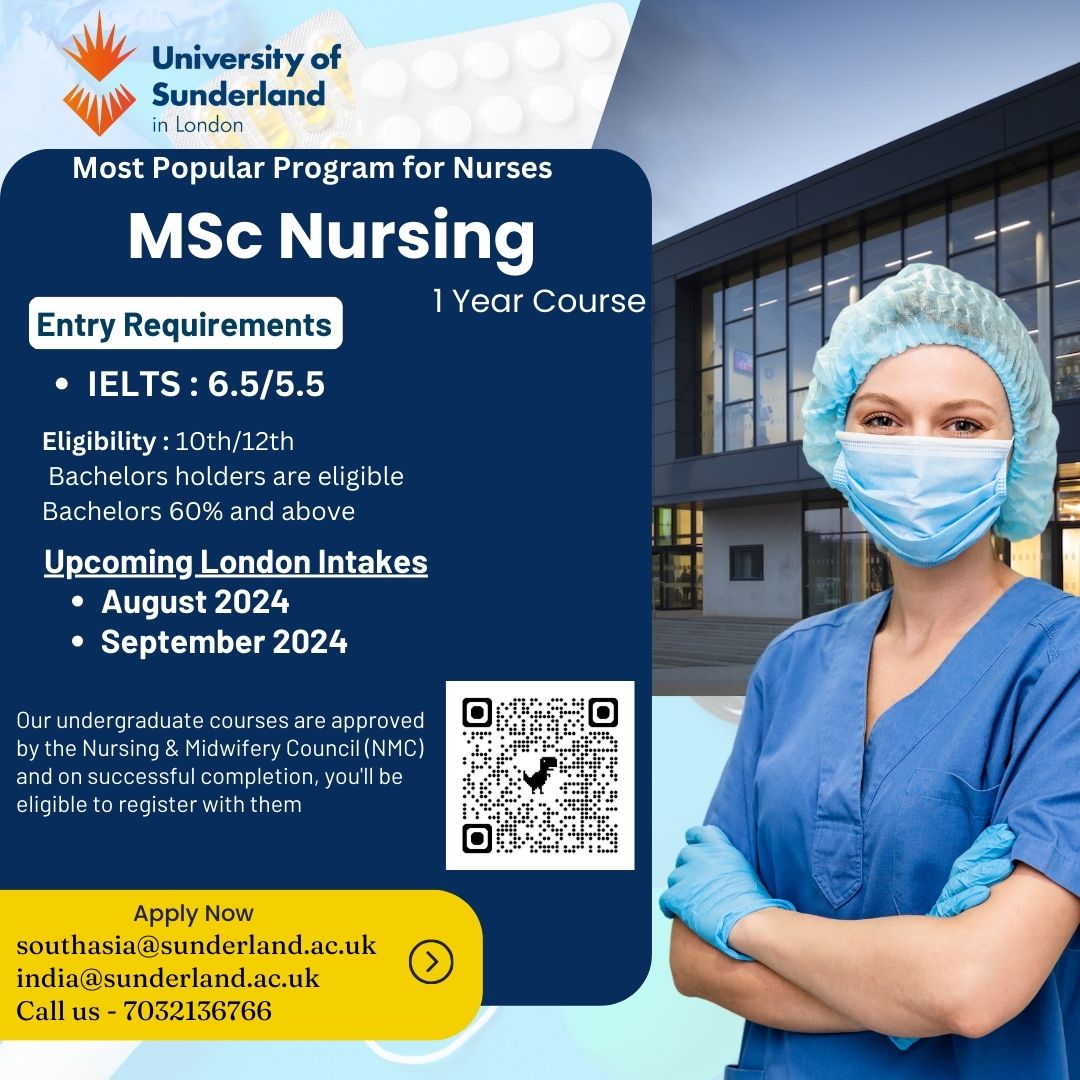 University of
Sunderland
in London
Most Popular Program for Nurses
MSc Nursing
1 Year Course
Entry Requirements
• IELTS : 6.5/5.5
Eligibility : 10th/12th
Bachelors holders are eligible
Bachelors 60% and above
Upcoming London Intakes
• August 2024
• September 2024
Our undergraduate courses are approved
by the Nursing & Midwifery Council (NMC)
and on successful completion, you'll be
eligible to register with them
Apply Now
southasia@sunderland.ac.uk
india@sunderland.ac.uk
Call us - 7032136766